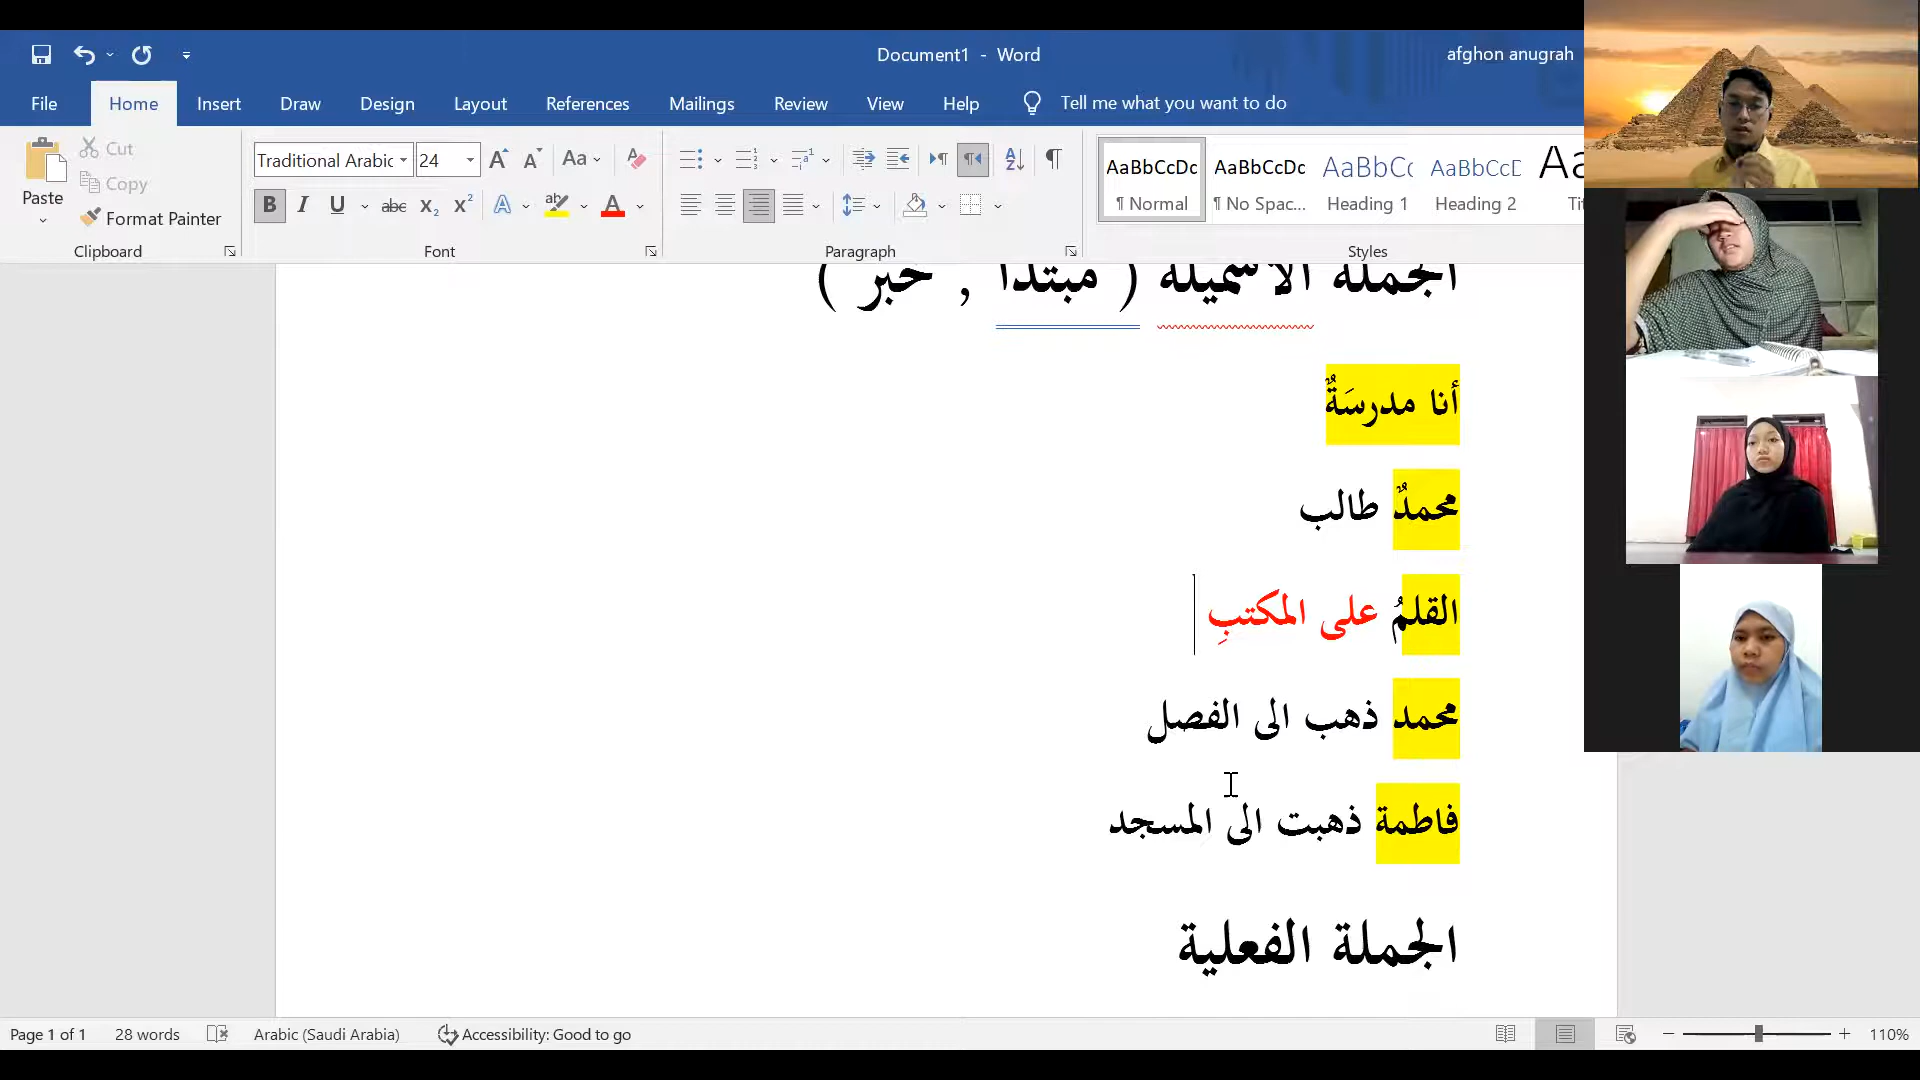 Document1 - Word
afghon anugrah
File Home Insert Draw Design Layout References Mailings Review View Help Tell me what you want to do
Paste
Cut
Copy
Format Painter
Clipboard
Traditional Arabic 24
Font
Paragraph
AaBbCcDc AaBbCcDc AaBbCc AaBbCcD Aa
¶ Normal ¶ No Spac... Heading 1 Heading 2
Styles
الجملة الاسميلة ( مبتدا , خبر )
أنا مدرسَةٌ
محمدٌ طالب
القلمُ على المكتبِ
محمد ذهب الى الفصل
فاطمة ذهبت الى المسجد
الجملة الفعلية
Page 1 of 1 28 words Arabic (Saudi Arabia) Accessibility: Good to go 110%